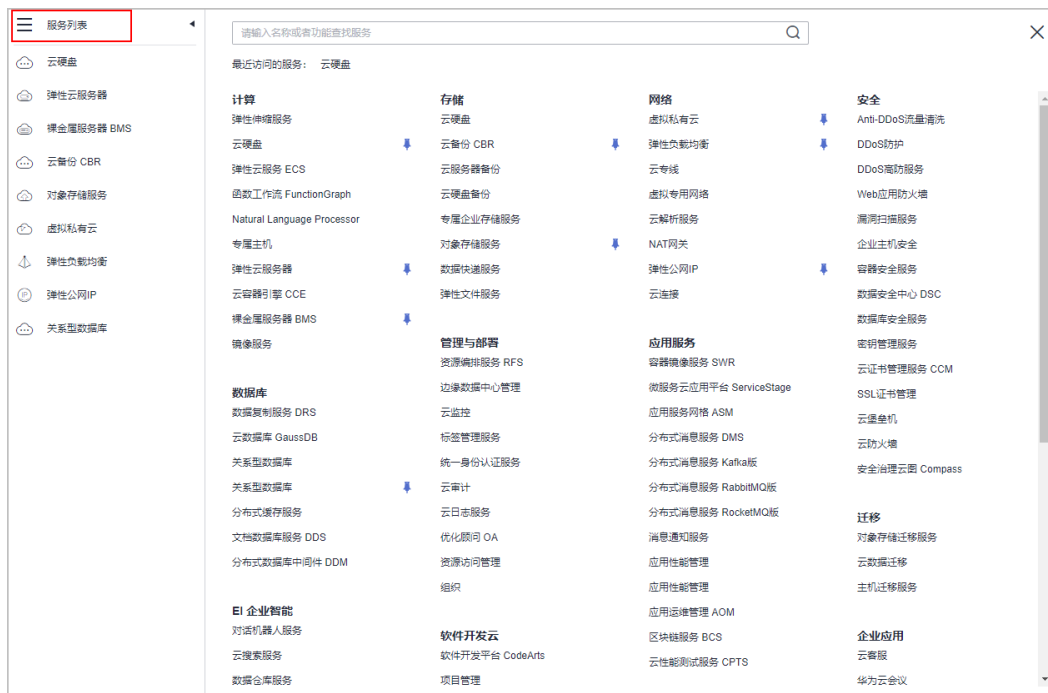 服务列表
云硬盘
弹性云服务器
裸金属服务器 BMS
云备份 CBR
对象存储服务
虚拟私有云
弹性负载均衡
IP
弹性公网IP
关系型数据库
请输入名称或者功能查找服务
最近访问的服务： 云硬盘
计算
弹性伸缩服务
云硬盘
弹性云服务 ECS
函数工作流 FunctionGraph
Natural Language Processor
专属主机
弹性云服务器
云容器引擎 CCE
裸金属服务器 BMS
镜像服务
数据库
数据复制服务 DRS
云数据库 GaussDB
关系型数据库
关系型数据库
分布式缓存服务
文档数据库服务 DDS
分布式数据库中间件 DDM
EI 企业智能
对话机器人服务
云搜索服务
数据仓库服务
存储
云硬盘
云备份 CBR
云服务器备份
云硬盘备份
专属企业存储服务
对象存储服务
数据快递服务
弹性文件服务
管理与部署
资源编排服务 RFS
边缘数据中心管理
云监控
标签管理服务
统一身份认证服务
云审计
云日志服务
优化顾问 OA
资源访问管理
组织
软件开发云
软件开发平台 CodeArts
项目管理
网络
虚拟私有云
弹性负载均衡
云专线
虚拟专用网络
云解析服务
NAT网关
弹性公网IP
云连接
应用服务
容器镜像服务 SWR
微服务云应用平台 ServiceStage
应用服务网格 ASM
分布式消息服务 DMS
分布式消息服务 Kafka版
分布式消息服务 RabbitMQ版
分布式消息服务 RocketMQ版
消息通知服务
应用性能管理
应用性能管理
应用运维管理 AOM
区块链服务 BCS
云性能测试服务 CPTS
安全
Anti-DDoS流量清洗
DDoS防护
DDoS高防服务
Web应用防火墙
漏洞扫描服务
企业主机安全
容器安全服务
数据安全中心 DSC
数据库安全服务
密钥管理服务
云证书管理服务 CCM
SSL证书管理
云堡垒机
云防火墙
安全治理云图 Compass
迁移
对象存储迁移服务
云数据迁移
主机迁移服务
企业应用
云客服
华为云会议